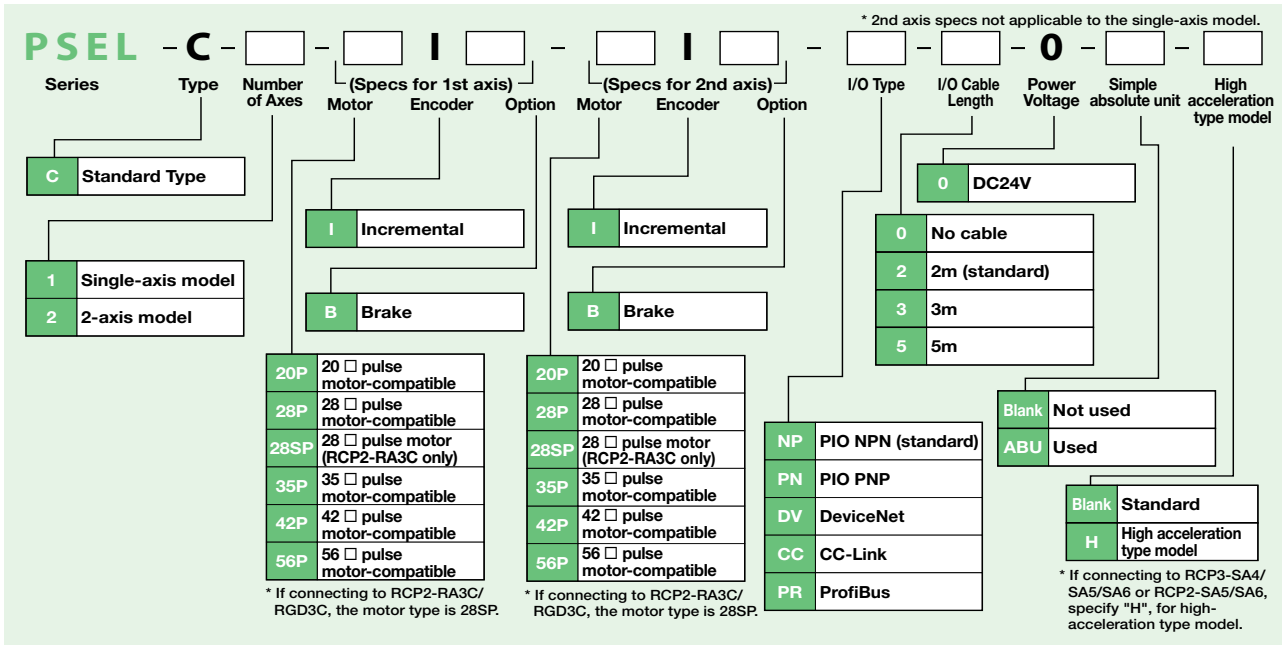 * 2nd axis specs not applicable to the single-axis model.
PSEL – C – □ – □ I □ – □ I □ – □ – □ – 0 – □ – □
Series
Type
Number
of Axes
(Specs for 1st axis)
Motor Encoder Option
(Specs for 2nd axis)
Motor Encoder Option
I/O Type
I/O Cable
Length
Power
Voltage
Simple
absolute unit
High
acceleration
type model
C Standard Type
1 Single-axis model
2 2-axis model
I Incremental
B Brake
20P 20 □ pulse
motor-compatible
28P 28 □ pulse
motor-compatible
28SP 28 □ pulse motor
(RCP2-RA3C only)
35P 35 □ pulse
motor-compatible
42P 42 □ pulse
motor-compatible
56P 56 □ pulse
motor-compatible
* If connecting to RCP2-RA3C/
RGD3C, the motor type is 28SP.
I Incremental
B Brake
20P 20 □ pulse
motor-compatible
28P 28 □ pulse
motor-compatible
28SP 28 □ pulse motor
(RCP2-RA3C only)
35P 35 □ pulse
motor-compatible
42P 42 □ pulse
motor-compatible
56P 56 □ pulse
motor-compatible
* If connecting to RCP2-RA3C/
RGD3C, the motor type is 28SP.
NP PIO NPN (standard)
PN PIO PNP
DV DeviceNet
CC CC-Link
PR ProfiBus
0 No cable
2 2m (standard)
3 3m
5 5m
0 DC24V
Blank Not used
ABU Used
Blank Standard
H High acceleration
type model
* If connecting to RCP3-SA4/
SA5/SA6 or RCP2-SA5/SA6,
specify "H", for high-
acceleration type model.